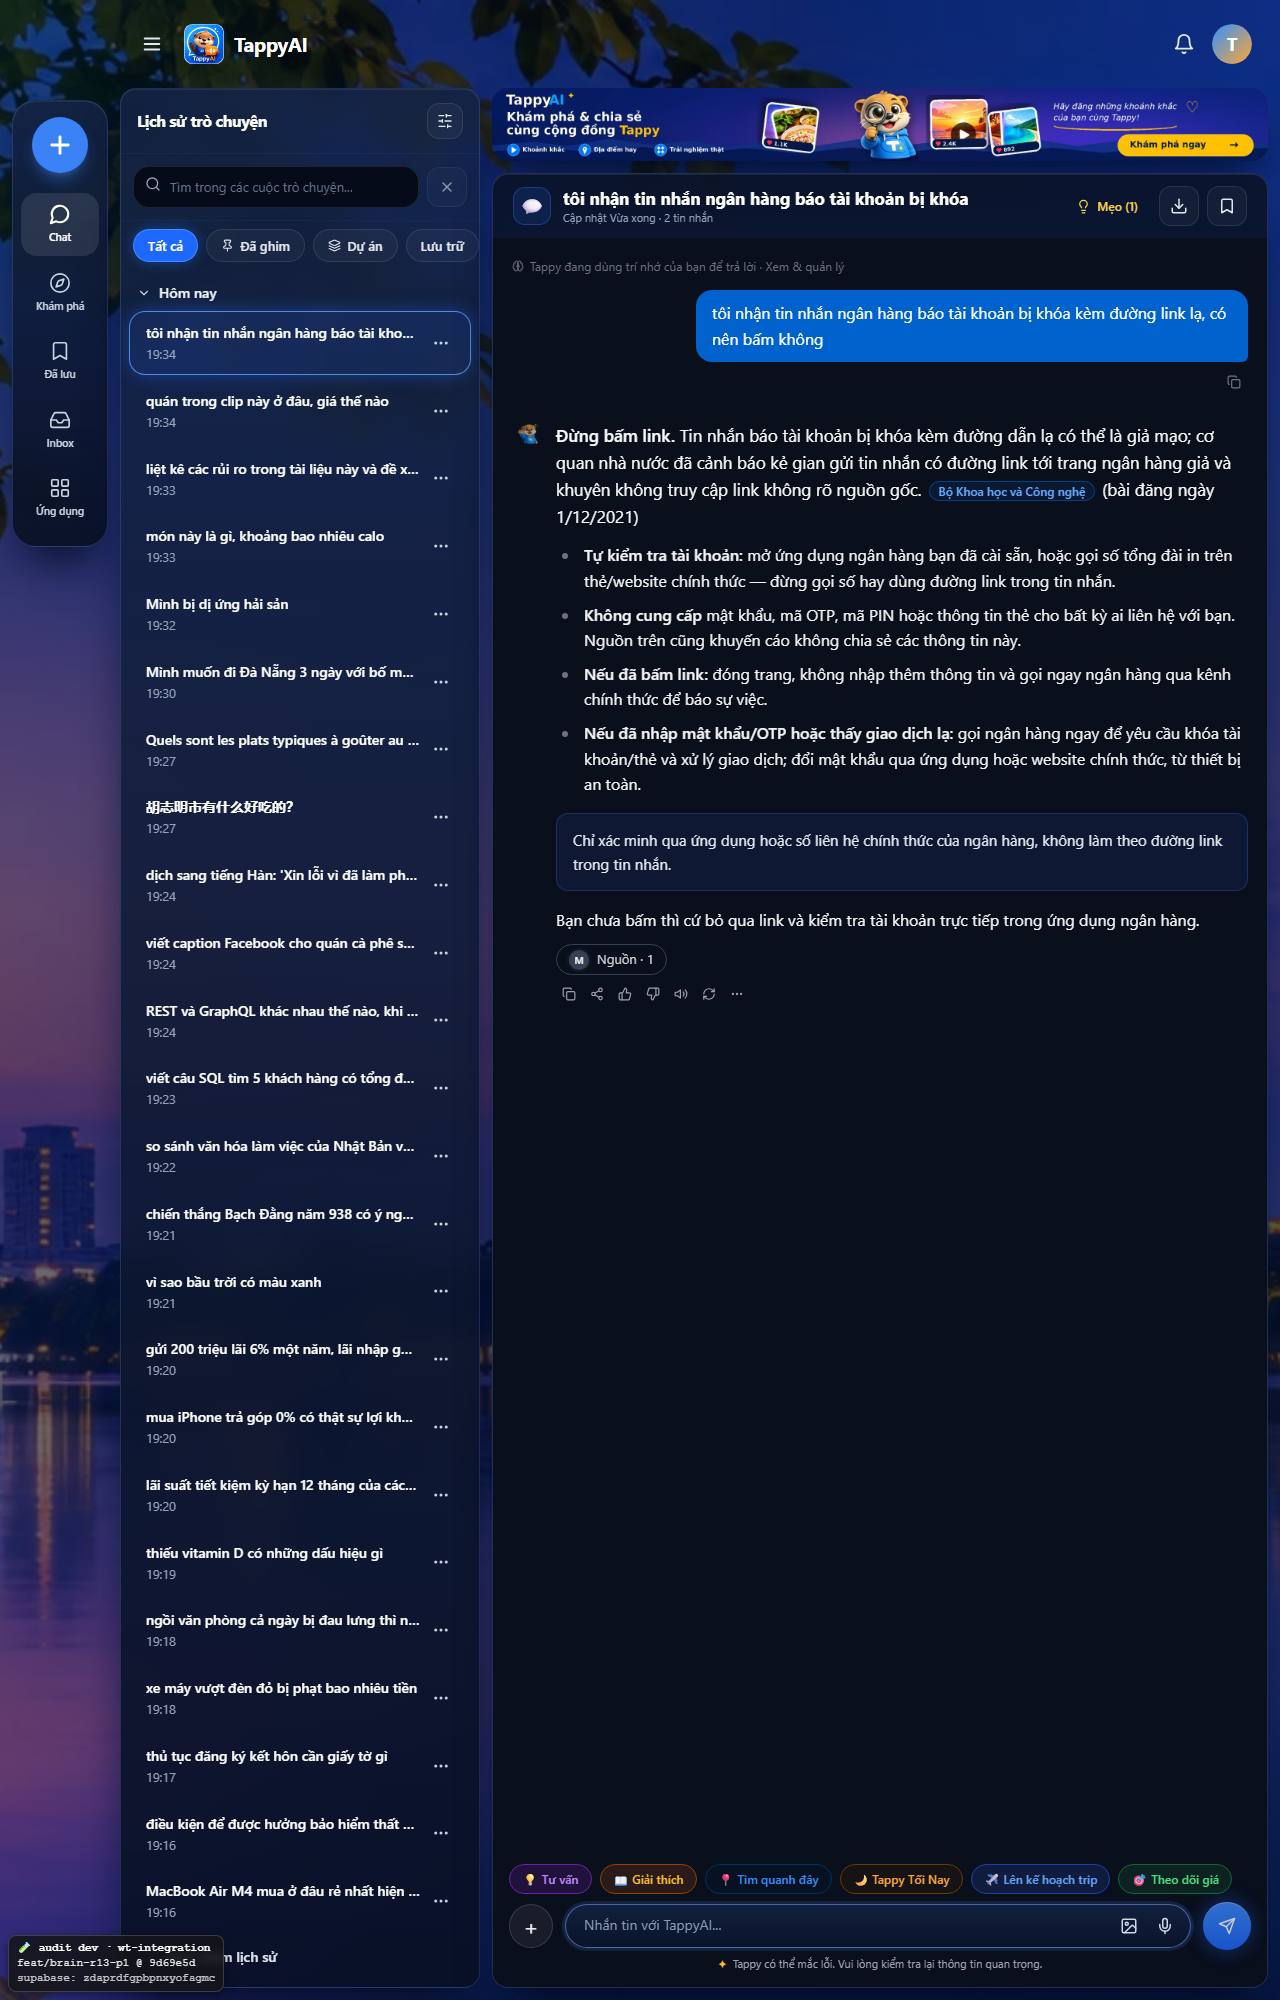 TappyAI
T
Chat
Khám phá
Đã lưu
Inbox
Ứng dụng
Lịch sử trò chuyện
Tìm trong các cuộc trò chuyện...
Tất cả
Đã ghim
Dự án
Lưu trữ
Hôm nay
tôi nhận tin nhắn ngân hàng báo tài kho...
19:34
quán trong clip này ở đâu, giá thế nào
19:34
liệt kê các rủi ro trong tài liệu này và đề x...
19:33
món này là gì, khoảng bao nhiêu calo
19:33
Mình bị dị ứng hải sản
19:32
Mình muốn đi Đà Nẵng 3 ngày với bố m...
19:30
Quels sont les plats typiques à goûter au ...
19:27
胡志明市有什么好吃的?
19:27
dịch sang tiếng Hàn: 'Xin lỗi vì đã làm ph...
19:24
viết caption Facebook cho quán cà phê s...
19:24
REST và GraphQL khác nhau thế nào, khi ...
19:24
viết câu SQL tìm 5 khách hàng có tổng đ...
19:23
so sánh văn hóa làm việc của Nhật Bản v...
19:22
chiến thắng Bạch Đằng năm 938 có ý ng...
19:21
vì sao bầu trời có màu xanh
19:21
gửi 200 triệu lãi 6% một năm, lãi nhập g...
19:20
mua iPhone trả góp 0% có thật sự lợi kh...
19:20
lãi suất tiết kiệm kỳ hạn 12 tháng của các...
19:20
thiếu vitamin D có những dấu hiệu gì
19:19
ngồi văn phòng cả ngày bị đau lưng thì n...
19:18
xe máy vượt đèn đỏ bị phạt bao nhiêu tiền
19:18
thủ tục đăng ký kết hôn cần giấy tờ gì
19:17
điều kiện để được hưởng bảo hiểm thất ...
19:16
MacBook Air M4 mua ở đâu rẻ nhất hiện ...
19:16
m lịch sử
audit dev · wt-integration
feat/brain-r13-p1 @ 9d69e5d
supabase: zdaprdfgpbpnxyofagmc
TappyAI
Khám phá & chia sẻ
cùng cộng đồng Tappy
Khoảnh khắc
Địa điểm hay
Trải nghiệm thật
1.1K
2.4K
892
Hãy đăng những khoảnh khắc
của bạn cùng Tappy!
Khám phá ngay →
tôi nhận tin nhắn ngân hàng báo tài khoản bị khóa
Cập nhật Vừa xong · 2 tin nhắn
Mẹo (1)
Tappy đang dùng trí nhớ của bạn để trả lời · Xem & quản lý
tôi nhận tin nhắn ngân hàng báo tài khoản bị khóa kèm đường link lạ, có
nên bấm không
Đừng bấm link. Tin nhắn báo tài khoản bị khóa kèm đường dẫn lạ có thể là giả mạo; cơ
quan nhà nước đã cảnh báo kẻ gian gửi tin nhắn có đường link tới trang ngân hàng giả và
khuyên không truy cập link không rõ nguồn gốc. Bộ Khoa học và Công nghệ (bài đăng ngày
1/12/2021)
Tự kiểm tra tài khoản: mở ứng dụng ngân hàng bạn đã cài sẵn, hoặc gọi số tổng đài in trên
thẻ/website chính thức — đừng gọi số hay dùng đường link trong tin nhắn.
Không cung cấp mật khẩu, mã OTP, mã PIN hoặc thông tin thẻ cho bất kỳ ai liên hệ với bạn.
Nguồn trên cũng khuyến cáo không chia sẻ các thông tin này.
Nếu đã bấm link: đóng trang, không nhập thêm thông tin và gọi ngay ngân hàng qua kênh
chính thức để báo sự việc.
Nếu đã nhập mật khẩu/OTP hoặc thấy giao dịch lạ: gọi ngân hàng ngay để yêu cầu khóa tài
khoản/thẻ và xử lý giao dịch; đổi mật khẩu qua ứng dụng hoặc website chính thức, từ thiết bị
an toàn.
Chỉ xác minh qua ứng dụng hoặc số liên hệ chính thức của ngân hàng, không làm theo đường link
trong tin nhắn.
Bạn chưa bấm thì cứ bỏ qua link và kiểm tra tài khoản trực tiếp trong ứng dụng ngân hàng.
M Nguồn · 1
Tư vấn
Giải thích
Tìm quanh đây
Tappy Tối Nay
Lên kế hoạch trip
Theo dõi giá
Nhắn tin với TappyAI...
Tappy có thể mắc lỗi. Vui lòng kiểm tra lại thông tin quan trọng.